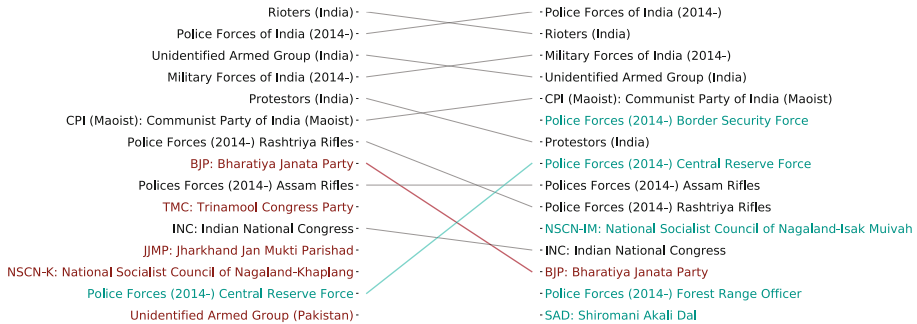 Rioters (India)
Police Forces of India (2014-)
Unidentified Armed Group (India)
Military Forces of India (2014-)
Protestors (India)
CPI (Maoist): Communist Party of India (Maoist)
Police Forces (2014-) Rashtriya Rifles
BJP: Bharatiya Janata Party
Polices Forces (2014-) Assam Rifles
TMC: Trinamool Congress Party
INC: Indian National Congress
JJMP: Jharkhand Jan Mukti Parishad
NSCN-K: National Socialist Council of Nagaland-Khaplang
Police Forces (2014-) Central Reserve Force
Unidentified Armed Group (Pakistan)
Police Forces of India (2014-)
Rioters (India)
Military Forces of India (2014-)
Unidentified Armed Group (India)
CPI (Maoist): Communist Party of India (Maoist)
Police Forces (2014-) Border Security Force
Protestors (India)
Police Forces (2014-) Central Reserve Force
Polices Forces (2014-) Assam Rifles
Police Forces (2014-) Rashtriya Rifles
NSCN-IM: National Socialist Council of Nagaland-Isak Muivah
INC: Indian National Congress
BJP: Bharatiya Janata Party
Police Forces (2014-) Forest Range Officer
SAD: Shiromani Akali Dal